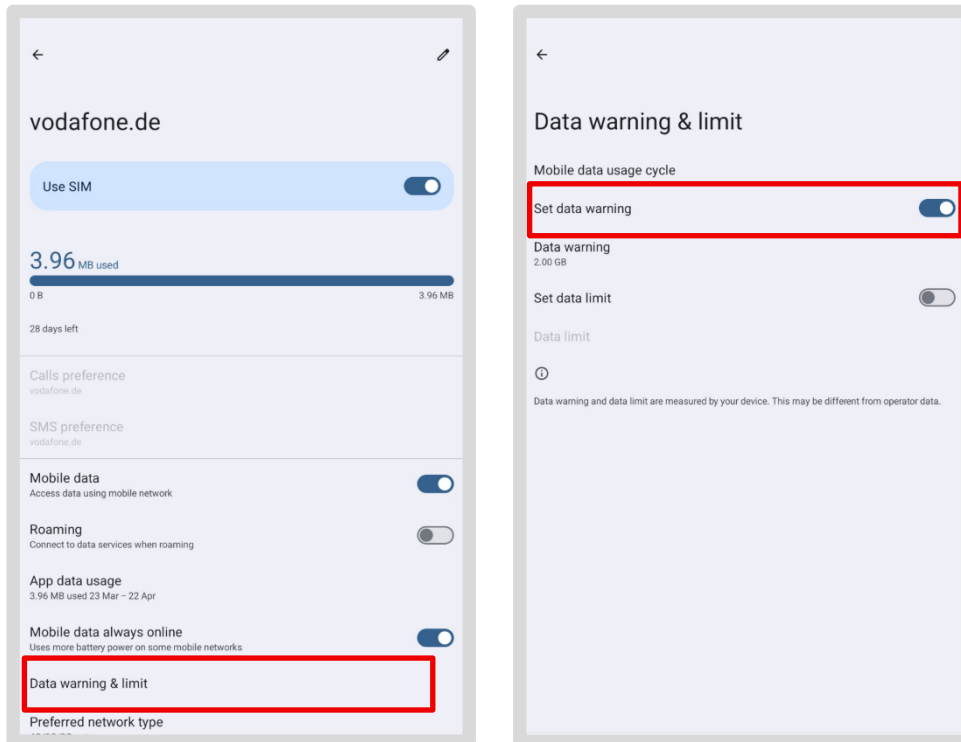 vodafone.de
Use SIM
3.96 MB used
0 B 3.96 MB
28 days left
Calls preference
vodafone.de
SMS preference
vodafone.de
Mobile data
Access data using mobile network
Roaming
Connect to data services when roaming
App data usage
3.96 MB used 23 Mar – 22 Apr
Mobile data always online
Uses more battery power on some mobile networks
Data warning & limit
Preferred network type
Data warning & limit
Mobile data usage cycle
Set data warning
Data warning
2.00 GB
Set data limit
Data limit
Data warning and data limit are measured by your device. This may be different from operator data.